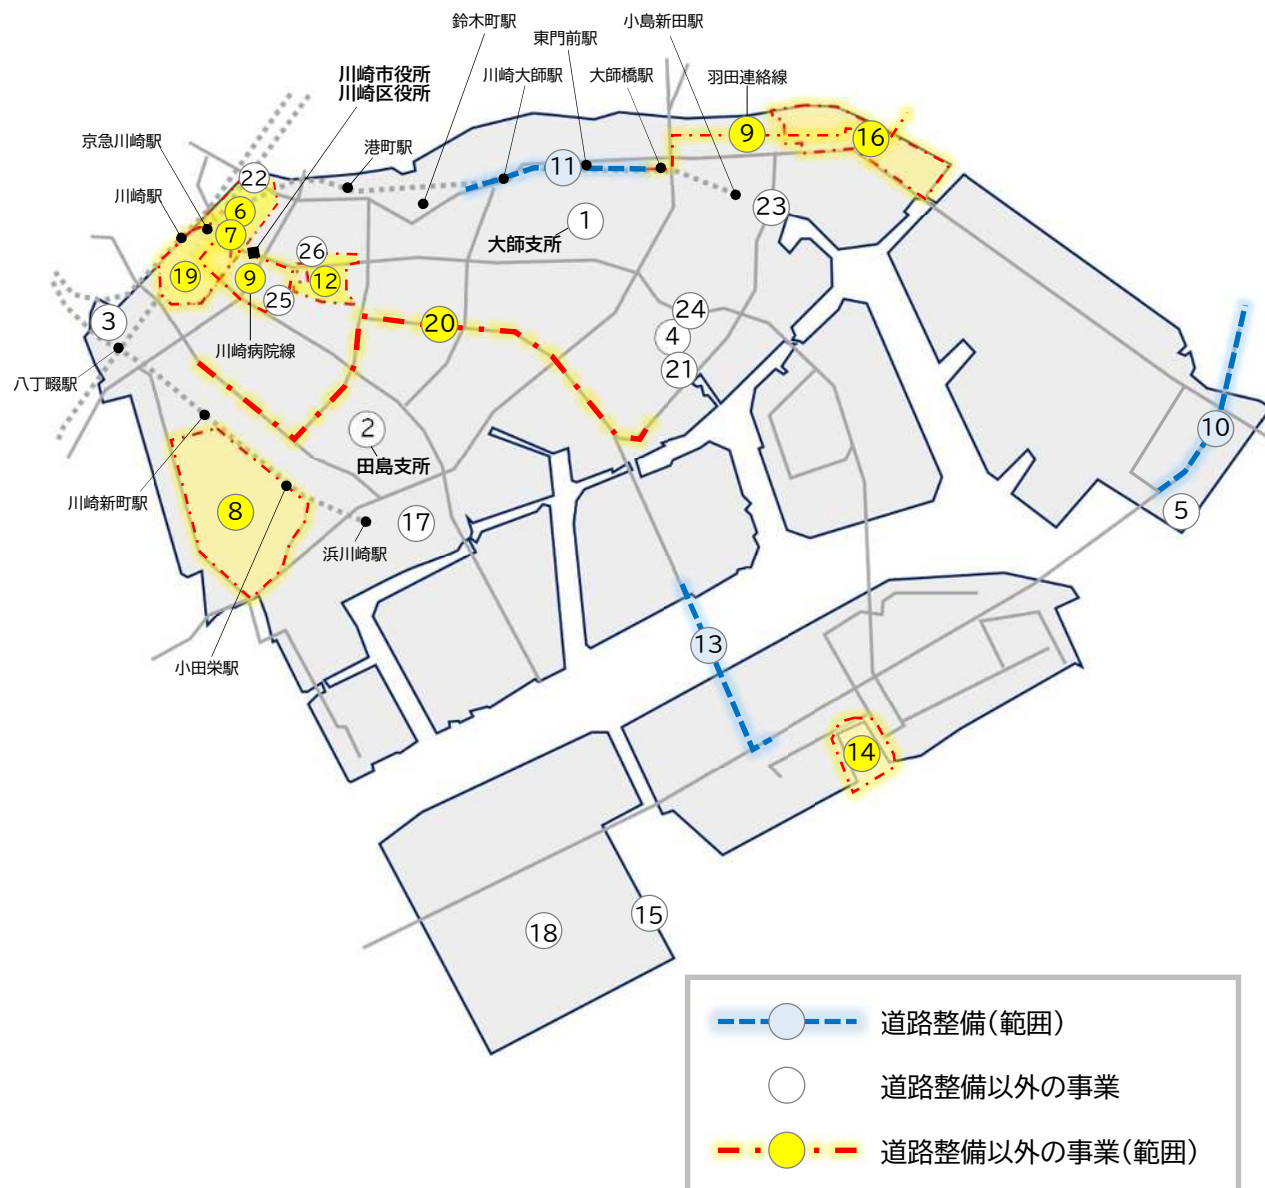 鈴木町駅
小島新田駅
東門前駅
川崎市役所
川崎区役所
川崎大師駅
大師橋駅
羽田連絡線
京急川崎駅
港町駅
川崎駅
9
16
11
22
6
7
23
1
大師支所
26
19
9
12
25
3
20
24
4
21
川崎病院線
八丁畷駅
2
田島支所
10
川崎新町駅
8
17
5
浜川崎駅
小田栄駅
13
14
15
18
道路整備(範囲)
道路整備以外の事業
道路整備以外の事業(範囲)